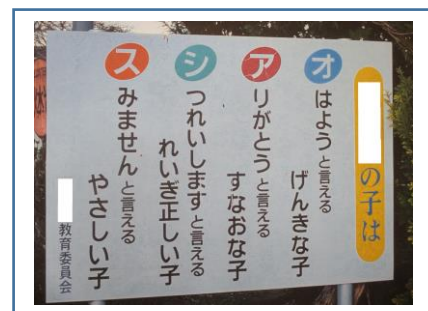 の子は
オはようと言える
げんきな子
アりがとうと言える
すなおな子
シつれいしますと言える
れいぎ正しい子
スみませんと言える
やさしい子
教育委員会